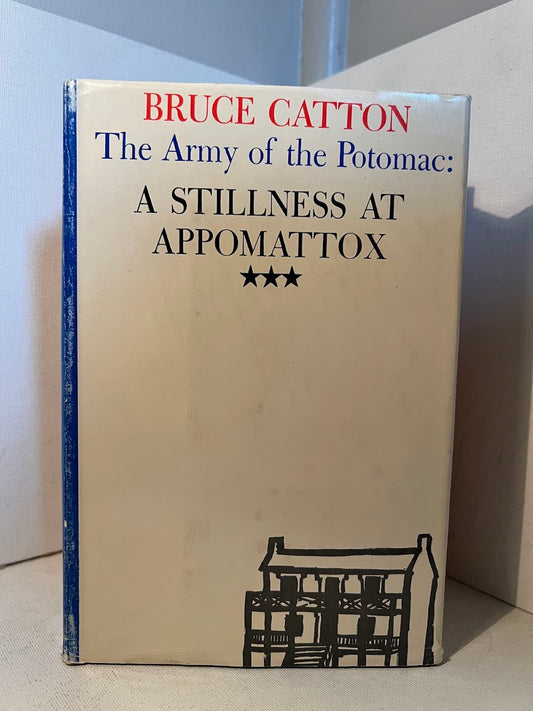 BRUCE CATTON
The Army of the Potomac:
A STILLNESS AT
APPOMATTOX
★★★